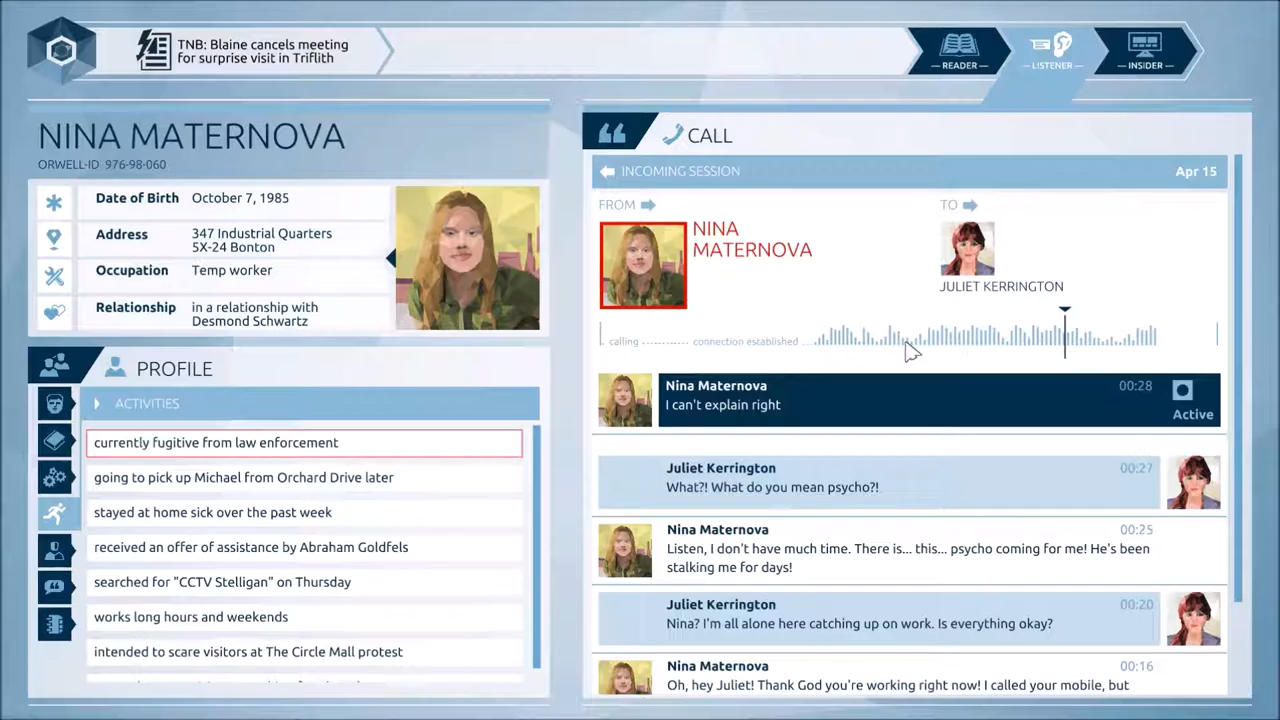 TNB: Blaine cancels meeting
for surprise visit in Triflith
— READER —
— LISTENER —
— INSIDER —
NINA MATERNOVA
ORWELL-ID 976-98-060
Date of Birth October 7, 1985
Address 347 Industrial Quarters
5X-24 Bonton
Occupation Temp worker
Relationship in a relationship with
Desmond Schwartz
PROFILE
ACTIVITIES
currently fugitive from law enforcement
going to pick up Michael from Orchard Drive later
stayed at home sick over the past week
received an offer of assistance by Abraham Goldfels
searched for "CCTV Stelligan" on Thursday
works long hours and weekends
intended to scare visitors at The Circle Mall protest
CALL
INCOMING SESSION Apr 15
FROM
NINA
MATERNOVA
TO
JULIET KERRINGTON
calling ----------- connection established
Nina Maternova 00:28
I can't explain right
Active
Juliet Kerrington 00:27
What?! What do you mean psycho?!
Nina Maternova 00:25
Listen, I don't have much time. There is... this... psycho coming for me! He's been
stalking me for days!
Juliet Kerrington 00:20
Nina? I'm all alone here catching up on work. Is everything okay?
Nina Maternova 00:16
Oh, hey Juliet! Thank God you're working right now! I called your mobile, but